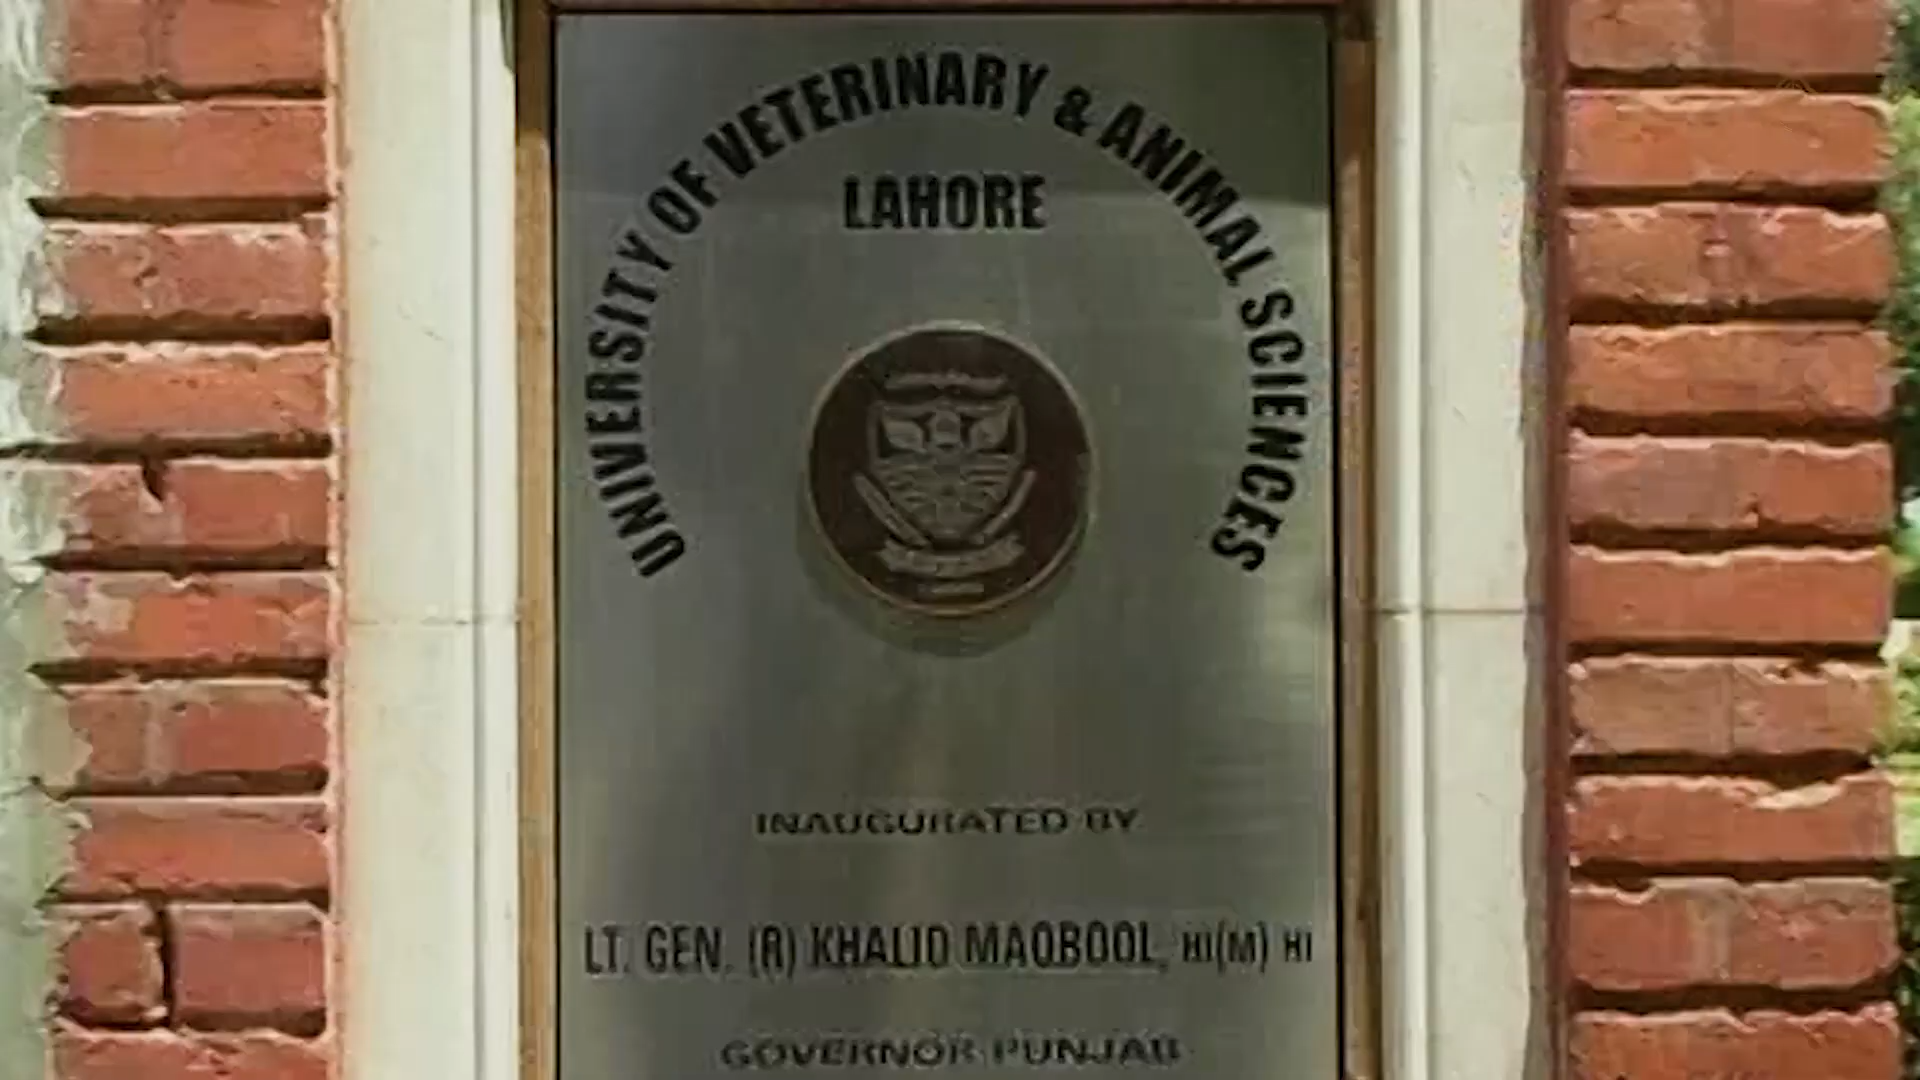 UNIVERSITY OF VETERINARY & ANIMAL SCIENCES
LAHORE
INAUGURATED BY
LT. GEN. (R) KHALID MAQBOOL, HI(M) HI
GOVERNOR PUNJAB